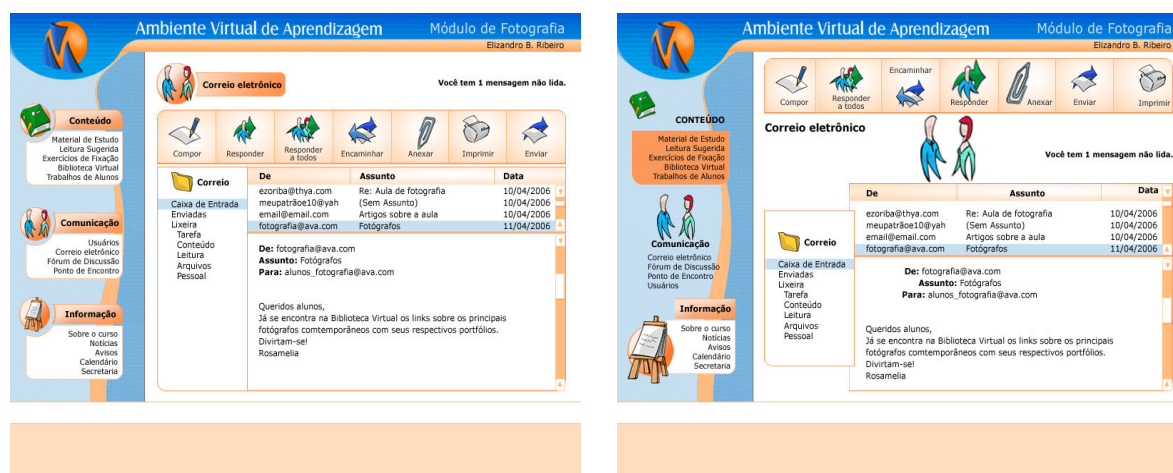 Ambiente Virtual de Aprendizagem
Módulo de Fotografia
Elizandro B. Ribeiro
Correio eletrônico
Você tem 1 mensagem não lida.
Conteúdo
Material de Estudo
Leitura Sugerida
Exercícios de Fixação
Biblioteca Virtual
Trabalhos de Alunos
Comunicação
Usuários
Correio eletrônico
Fórum de Discussão
Ponto de Encontro
Informação
Sobre o curso
Notícias
Avisos
Calendário
Secretaria
Compor
Responder
Responder
a todos
Encaminhar
Anexar
Imprimir
Enviar
Correio
Caixa de Entrada
Enviadas
Lixeira
Tarefa
Conteúdo
Leitura
Arquivos
Pessoal
De Assunto Data
ezoriba@thya.com Re: Aula de fotografia 10/04/2006
meupatrãoe10@yah (Sem Assunto) 10/04/2006
email@email.com Artigos sobre a aula 10/04/2006
fotografia@ava.com Fotógrafos 11/04/2006
De: fotografia@ava.com
Assunto: Fotógrafos
Para: alunos_fotografia@ava.com
Queridos alunos,
Já se encontra na Biblioteca Virtual os links sobre os principais
fotógrafos comtemporâneos com seus respectivos portfólios.
Divirtam-se!
Rosamelia
Ambiente Virtual de Aprendizagem
Módulo de Fotografia
Elizandro B. Ribeiro
Compor
Responder
a todos
Encaminhar
Responder
Anexar
Enviar
Imprimir
Correio eletrônico
Você tem 1 mensagem não lida.
CONTEÚDO
Material de Estudo
Leitura Sugerida
Exercícios de Fixação
Biblioteca Virtual
Trabalhos de Alunos
Comunicação
Correio eletrônico
Fórum de Discussão
Ponto de Encontro
Usuários
Informação
Sobre o curso
Notícias
Avisos
Calendário
Secretaria
Correio
Caixa de Entrada
Enviadas
Lixeira
Tarefa
Conteúdo
Leitura
Arquivos
Pessoal
De Assunto Data
ezoriba@thya.com Re: Aula de fotografia 10/04/2006
meupatrãoe10@yah (Sem Assunto) 10/04/2006
email@email.com Artigos sobre a aula 10/04/2006
fotografia@ava.com Fotógrafos 11/04/2006
De: fotografia@ava.com
Assunto: Fotógrafos
Para: alunos_fotografia@ava.com
Queridos alunos,
Já se encontra na Biblioteca Virtual os links sobre os principais
fotógrafos comtemporâneos com seus respectivos portfólios.
Divirtam-se!
Rosamelia